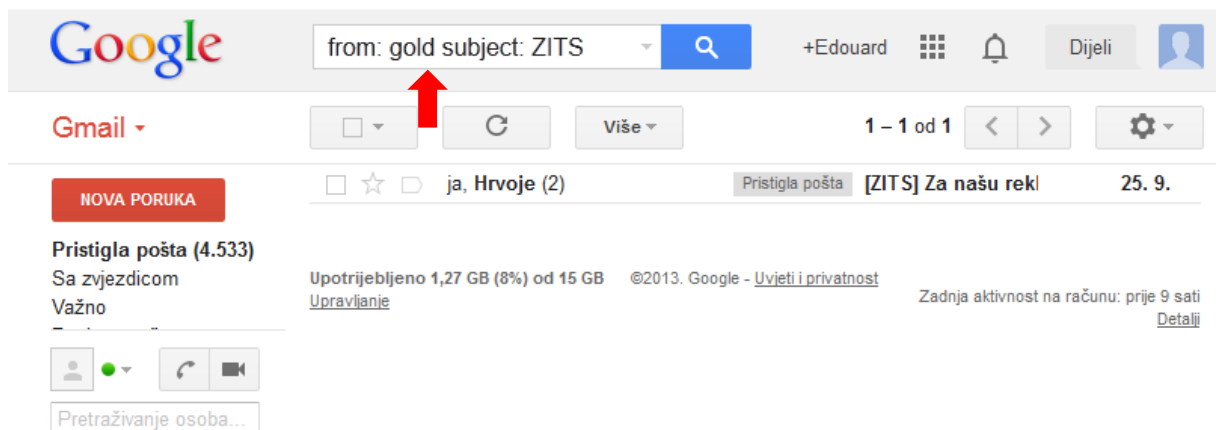 Google
from: gold subject: ZITS
+Edouard
Dijeli
Gmail
Više
1 – 1 od 1
NOVA PORUKA
ja, Hrvoje (2)
Pristigla pošta
[ZITS] Za našu rekl
25. 9.
Pristigla pošta (4.533)
Sa zvjezdicom
Važno
Upotrijebljeno 1,27 GB (8%) od 15 GB
Upravljanje
©2013. Google - Uvjeti i privatnost
Zadnja aktivnost na računu: prije 9 sati
Detalji
Pretraživanje osoba...